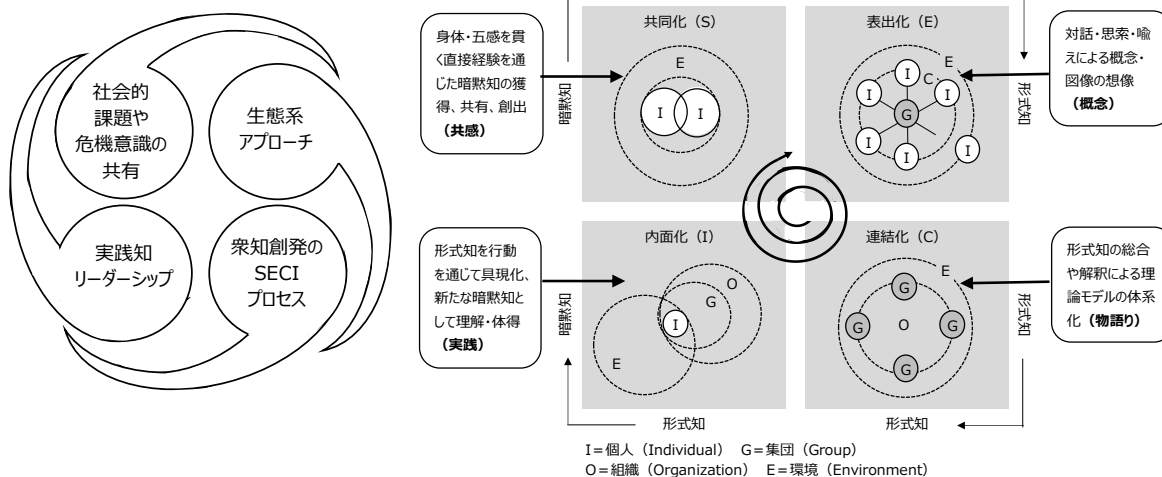 社会的
課題や
危機意識の
共有
生態系
アプローチ
実践知
リーダーシップ
衆知創発の
SECI
プロセス
身体・五感を貫
く直接経験を通
じた暗黙知の獲
得、共有、創出
（共感）
暗黙知
共同化（S）
E
I
I
表出化（E）
E
I
C
I
I
G
I
I
I
I
形式知
対話・思索・喩
えによる概念・
図像の想像
（概念）
形式知を行動
を通じて具現化、
新たな暗黙知と
して理解・体得
（実践）
暗黙知
内面化（I）
O
G
I
E
連結化（C）
E
G
G
O
G
G
形式知
形式知の総合
や解釈による理
論モデルの体系
化（物語り）
形式知
形式知
I＝個人（Individual） G＝集団（Group）
O＝組織（Organization） E＝環境（Environment）